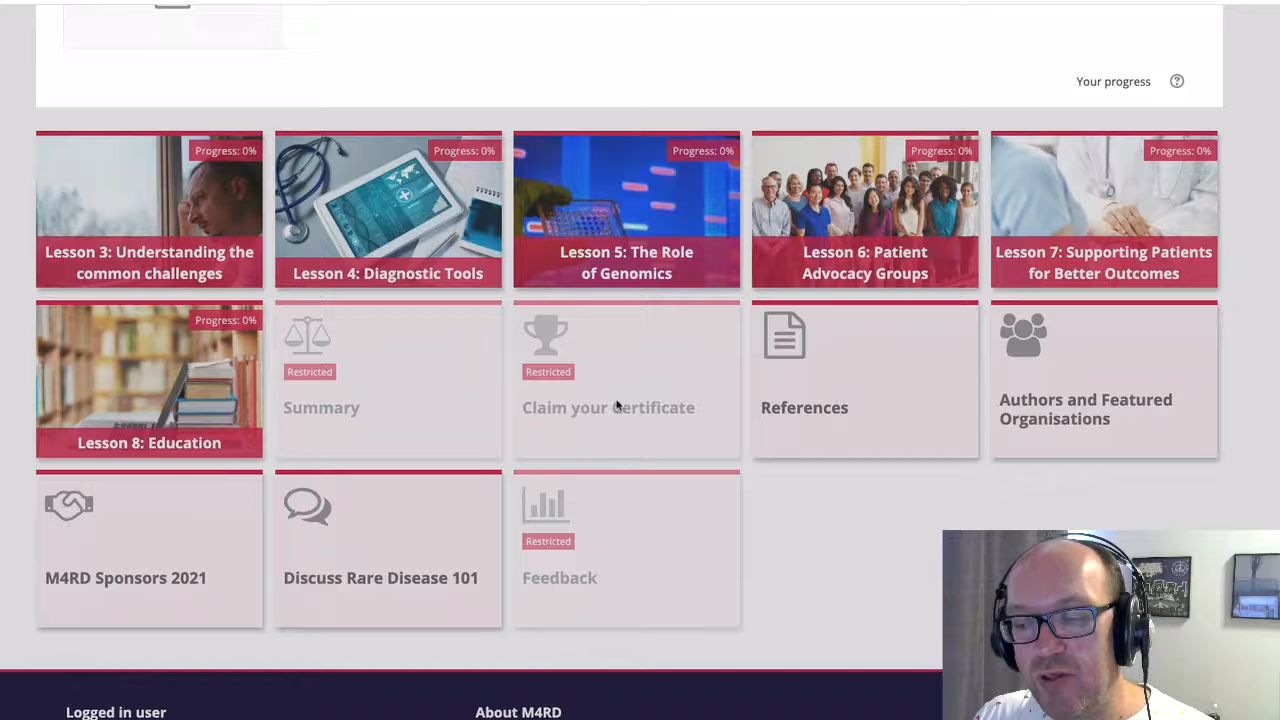 Your progress
Progress: 0%
Lesson 3: Understanding the
common challenges
Progress: 0%
Lesson 4: Diagnostic Tools
Progress: 0%
Lesson 5: The Role
of Genomics
Progress: 0%
Lesson 6: Patient
Advocacy Groups
Progress: 0%
Lesson 7: Supporting Patients
for Better Outcomes
Progress: 0%
Lesson 8: Education
Restricted
Summary
Restricted
Claim your Certificate
References
Authors and Featured
Organisations
M4RD Sponsors 2021
Discuss Rare Disease 101
Restricted
Feedback
Logged in user
About M4RD